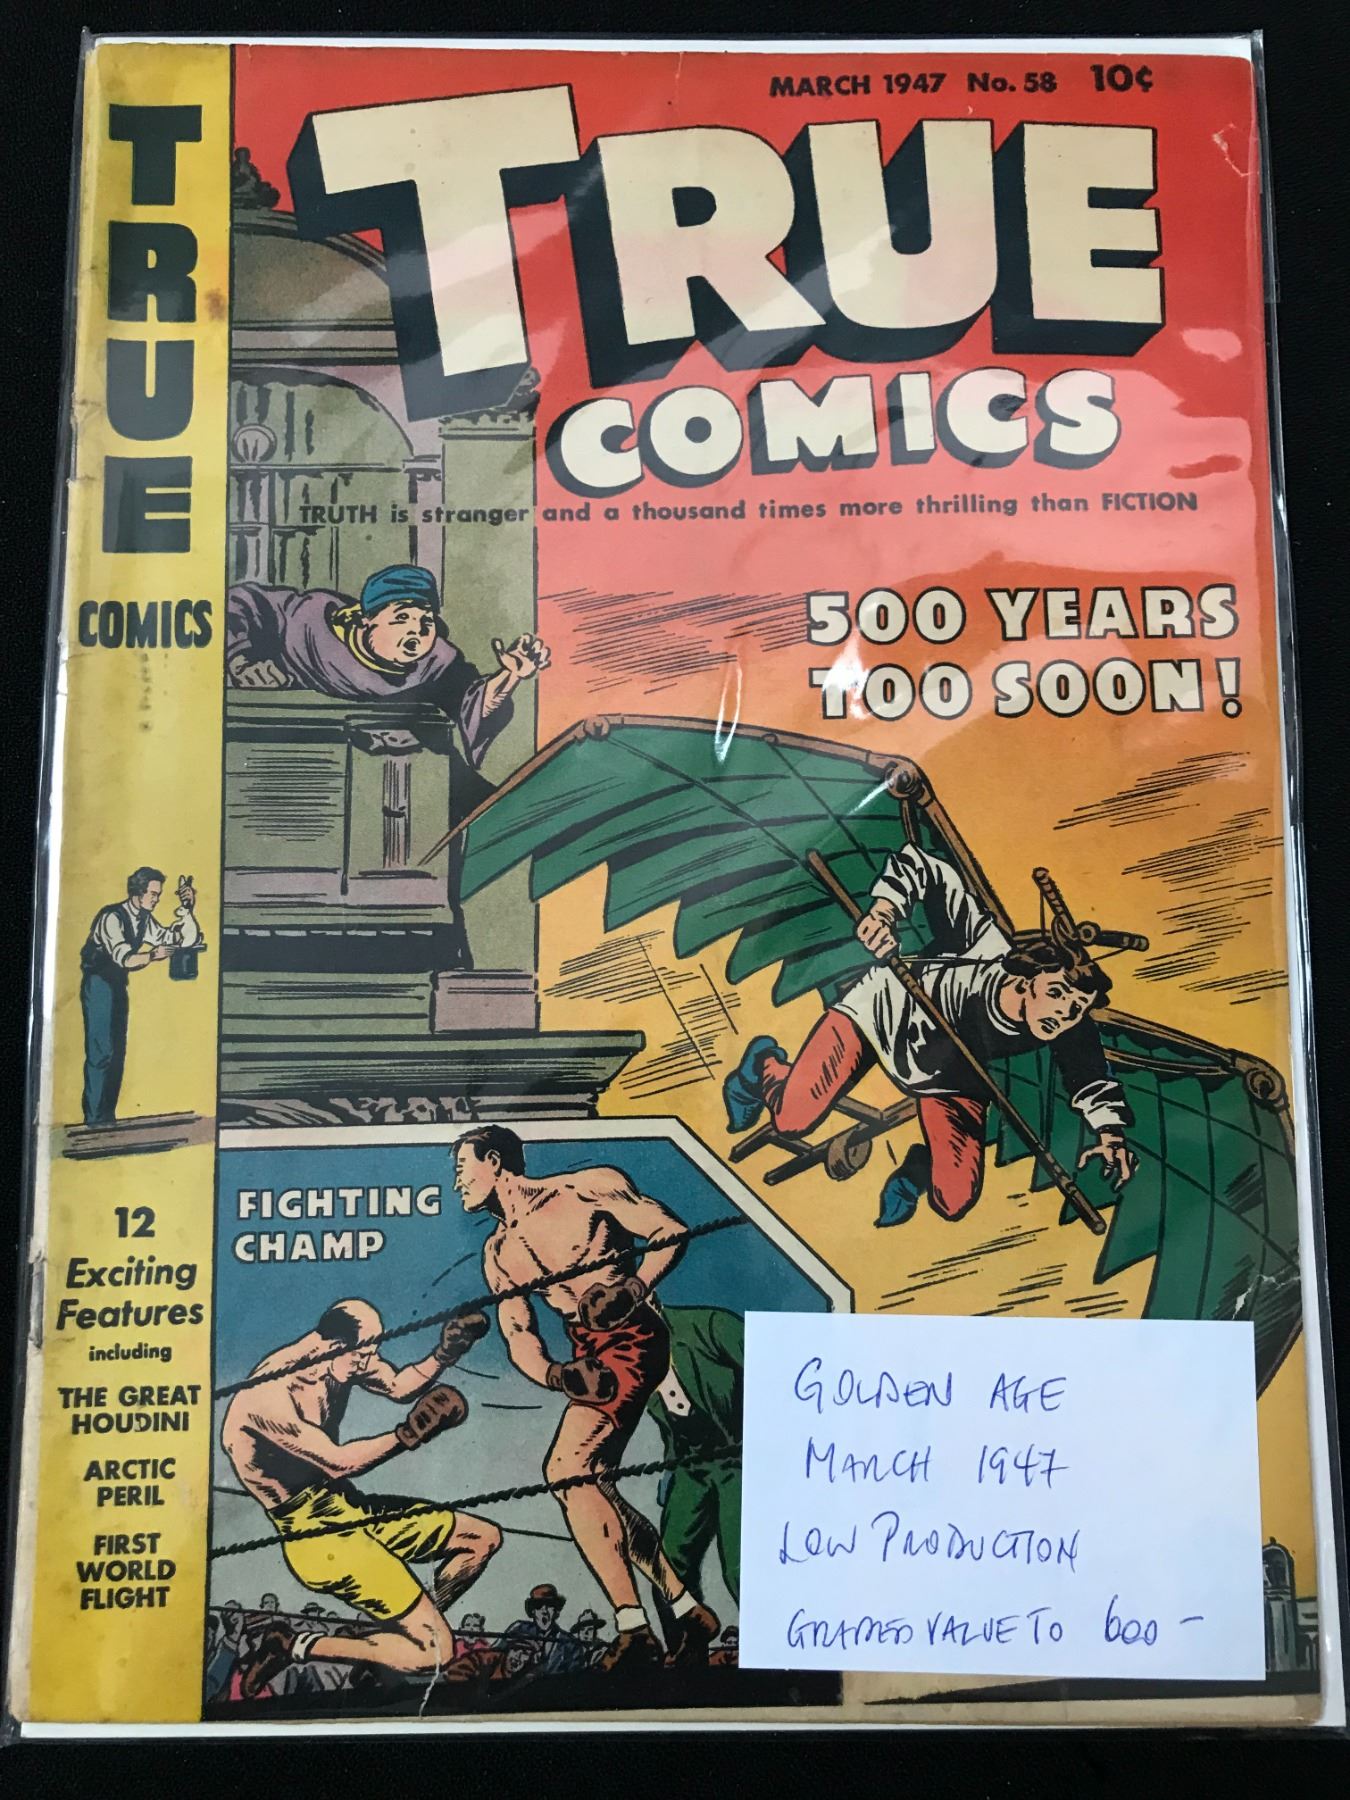 TRUE
COMICS
12
Exciting
Features
including
THE GREAT
HOUDINI
ARCTIC
PERIL
FIRST
WORLD
FLIGHT
MARCH 1947 No. 58 10¢
TRUE
COMICS
TRUTH is stranger and a thousand times more thrilling than FICTION
500 YEARS
TOO SOON!
FIGHTING
CHAMP
GOLDEN AGE
MARCH 1947
LOW PRODUCTION
GRADED VALUE TO 600 -